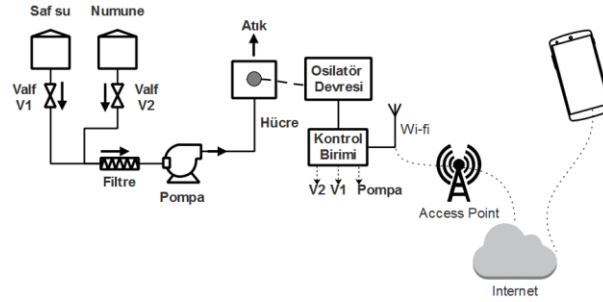 Saf su
Numune
Valf
V1
Valf
V2
Filtre
Pompa
Atık
Hücre
Osilatör
Devresi
Kontrol
Birimi
V2 V1 Pompa
Wi-fi
Access Point
Internet